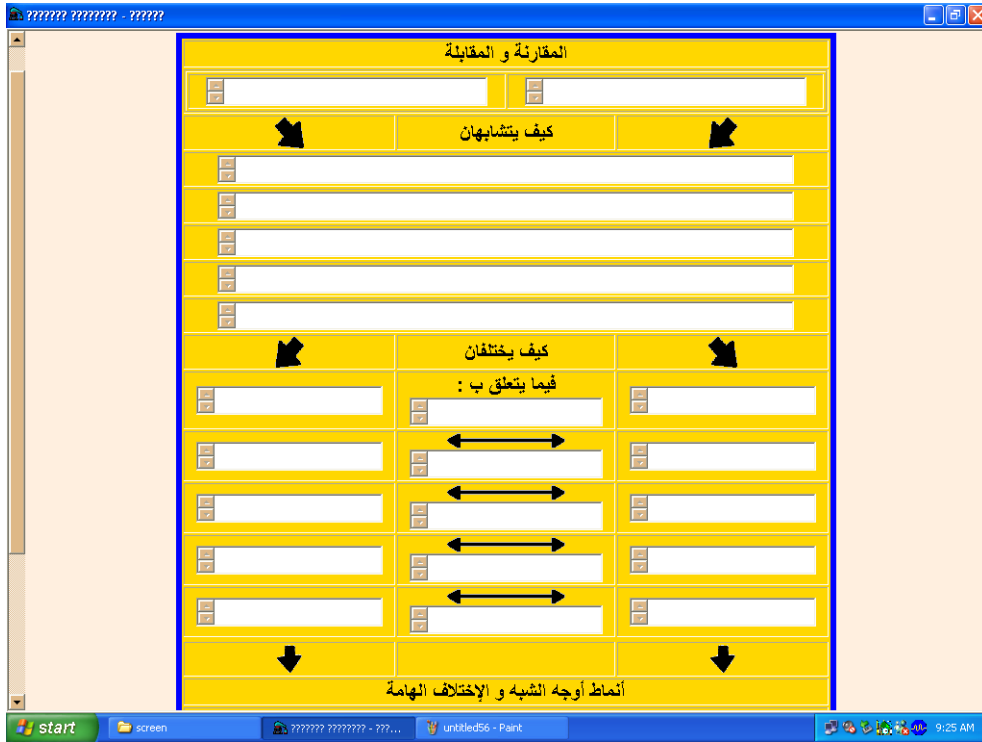 ??????? ???????? - ??????
المقارنة و المقابلة
كيف يتشابهان
كيف يختلفان
فيما يتعلق ب :
أنماط أوجه الشبه و الإختلاف الهامة
start
screen
??????? ???????? - ???...
untitled56 - Paint
9:25 AM